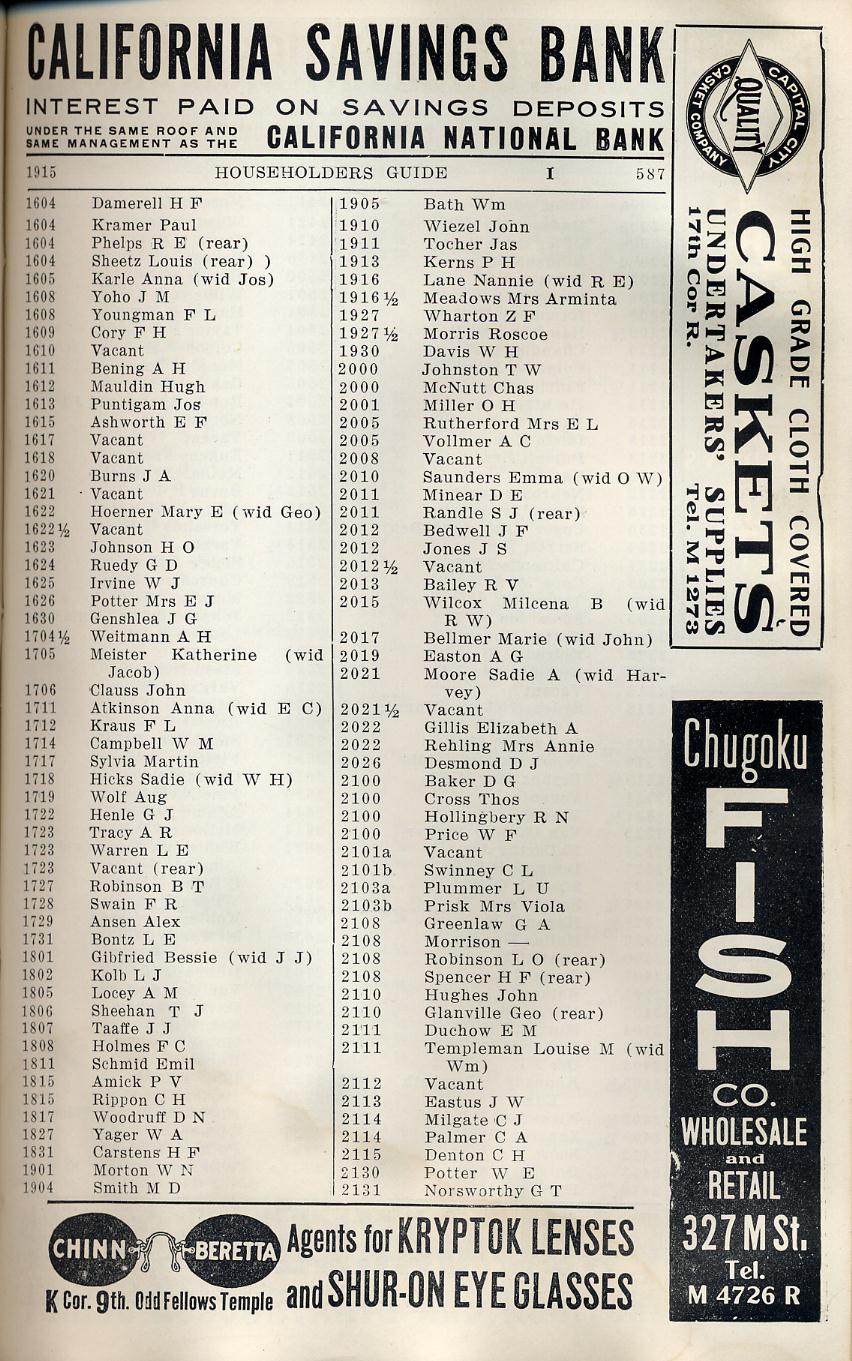 CALIFORNIA SAVINGS BANK
INTEREST PAID ON SAVINGS DEPOSITS
UNDER THE SAME ROOF AND
SAME MANAGEMENT AS THE
CALIFORNIA NATIONAL BANK
1915 HOUSEHOLDERS GUIDE I 587
1604 Damerell H F
1604 Kramer Paul
1604 Phelps R E (rear)
1604 Sheetz Louis (rear) )
1605 Karle Anna (wid Jos)
1608 Yoho J M
1608 Youngman F L
1609 Cory F H
1610 Vacant
1611 Bening A H
1612 Mauldin Hugh
1613 Puntigam Jos
1615 Ashworth E F
1617 Vacant
1618 Vacant
1620 Burns J A
1621 Vacant
1622 Hoerner Mary E (wid Geo)
1622½ Vacant
1623 Johnson H O
1624 Ruedy G D
1625 Irvine W J
1626 Potter Mrs E J
1630 Genshlea J G
1704½ Weitmann A H
1705 Meister Katherine (wid
Jacob)
1706 Clauss John
1711 Atkinson Anna (wid E C)
1712 Kraus F L
1714 Campbell W M
1717 Sylvia Martin
1718 Hicks Sadie (wid W H)
1719 Wolf Aug
1722 Henle G J
1723 Tracy A R
1723 Warren L E
1723 Vacant (rear)
1727 Robinson B T
1728 Swain F R
1729 Ansen Alex
1731 Bontz L E
1801 Gibfried Bessie (wid J J)
1802 Kolb L J
1805 Locey A M
1806 Sheehan T J
1807 Taaffe J J
1808 Holmes F C
1811 Schmid Emil
1815 Amick P V
1815 Rippon C H
1817 Woodruff D N
1827 Yager W A
1831 Carstens H F
1901 Morton W N
1904 Smith M D
1905 Bath Wm
1910 Wiezel John
1911 Tocher Jas
1913 Kerns P H
1916 Lane Nannie (wid R E)
1916½ Meadows Mrs Arminta
1927 Wharton Z F
1927½ Morris Roscoe
1930 Davis W H
2000 Johnston T W
2000 McNutt Chas
2001 Miller O H
2005 Rutherford Mrs E L
2005 Vollmer A C
2008 Vacant
2010 Saunders Emma (wid O W)
2011 Minear D E
2011 Randle S J (rear)
2012 Bedwell J F
2012 Jones J S
2012½ Vacant
2013 Bailey R V
2015 Wilcox Milcena B (wid
R W)
2017 Bellmer Marie (wid John)
2019 Easton A G
2021 Moore Sadie A (wid Har-
vey)
2021½ Vacant
2022 Gillis Elizabeth A
2022 Rehling Mrs Annie
2026 Desmond D J
2100 Baker D G
2100 Cross Thos
2100 Hollingbery R N
2100 Price W F
2101a Vacant
2101b Swinney C L
2103a Plummer L U
2103b Prisk Mrs Viola
2108 Greenlaw G A
2108 Morrison —
2108 Robinson L O (rear)
2108 Spencer H F (rear)
2110 Hughes John
2110 Glanville Geo (rear)
2111 Duchow E M
2111 Templeman Louise M (wid
Wm)
2112 Vacant
2113 Eastus J W
2114 Milgate C J
2114 Palmer C A
2115 Denton C H
2130 Potter W E
2131 Norsworthy G T
CAPITAL CITY
QUALITY
CASKET COMPANY
HIGH GRADE CLOTH COVERED
CASKETS
UNDERTAKERS' SUPPLIES
17th Cor R. Tel. M 1273
Chugoku
FISH
CO.
WHOLESALE
and
RETAIL
327 M St.
Tel.
M 4726 R
CHINN BERETTA
K Cor. 9th. Odd Fellows Temple
Agents for KRYPTOK LENSES
and SHUR-ON EYE GLASSES